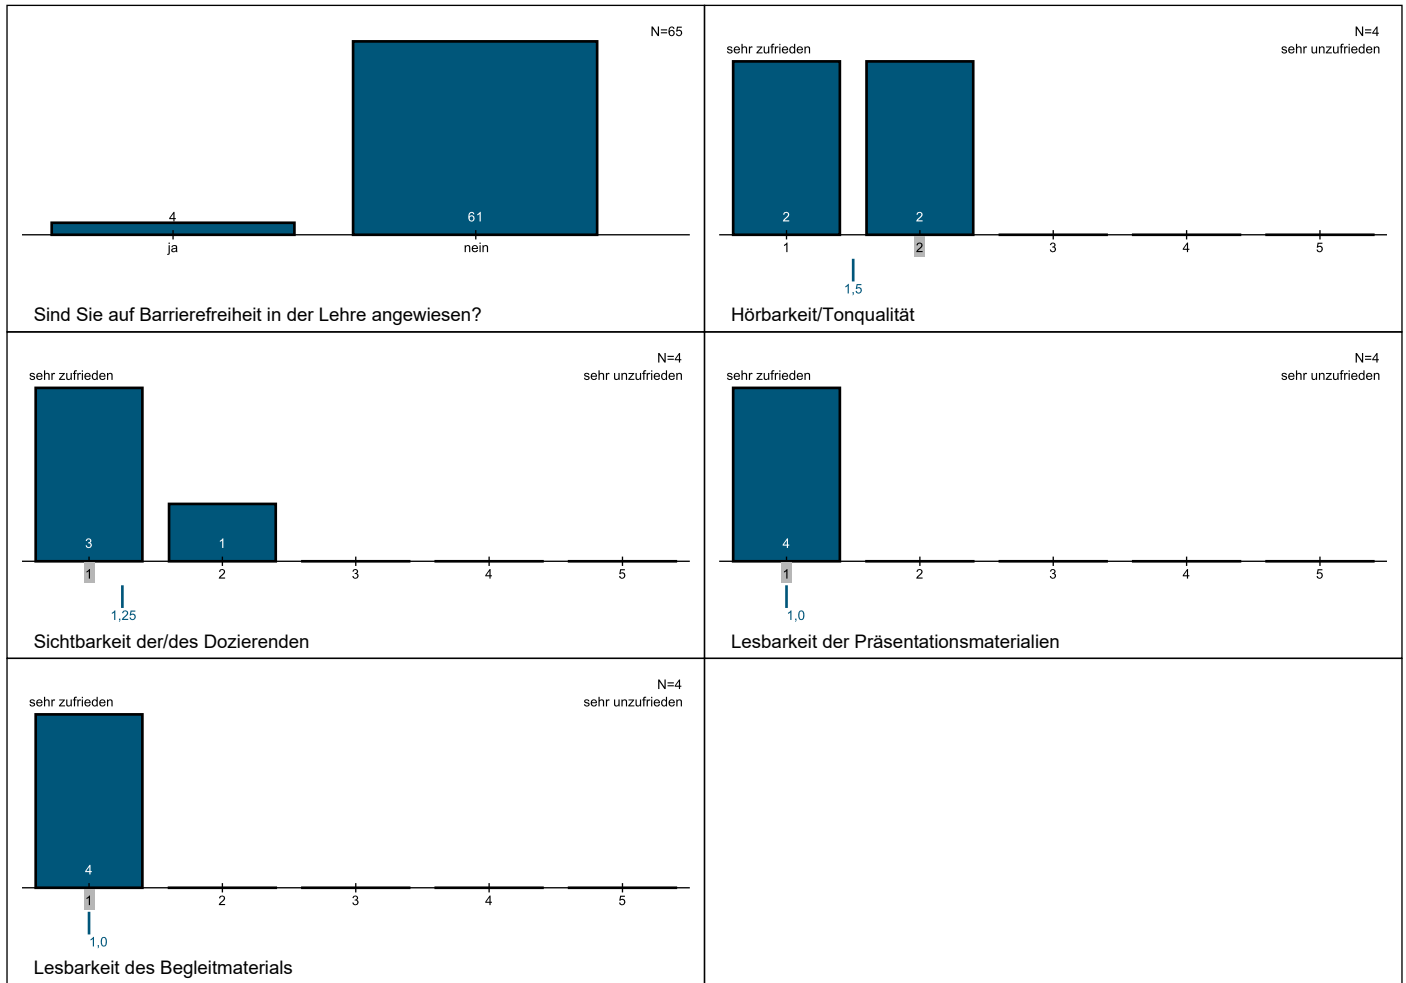 N=65
4
61
ja
nein
Sind Sie auf Barrierefreiheit in der Lehre angewiesen?
N=4
sehr zufrieden
sehr unzufrieden
2
2
1
2
3
4
5
1,5
Hörbarkeit/Tonqualität
N=4
sehr zufrieden
sehr unzufrieden
3
1
1
2
3
4
5
1,25
Sichtbarkeit der/des Dozierenden
N=4
sehr zufrieden
sehr unzufrieden
4
1
2
3
4
5
1,0
Lesbarkeit der Präsentationsmaterialien
N=4
sehr zufrieden
sehr unzufrieden
4
1
2
3
4
5
1,0
Lesbarkeit des Begleitmaterials